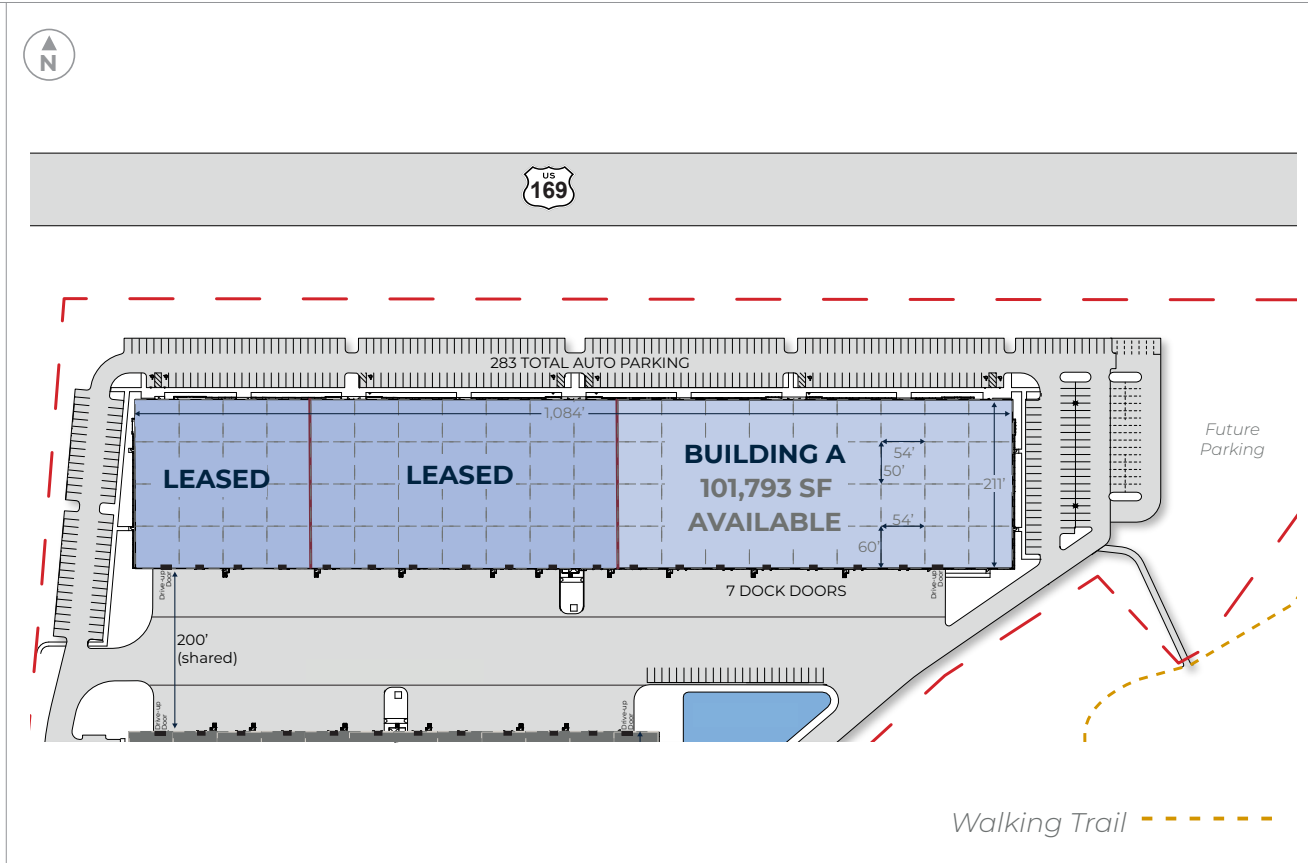 N
US
169
283 TOTAL AUTO PARKING
1,084'
LEASED
LEASED
BUILDING A
101,793 SF
AVAILABLE
54'
50'
211'
54'
60'
Future
Parking
Drive-up
Door
7 DOCK DOORS
Drive-up
Door
200'
(shared)
Drive-up
Door
Drive-up
Door
Walking Trail